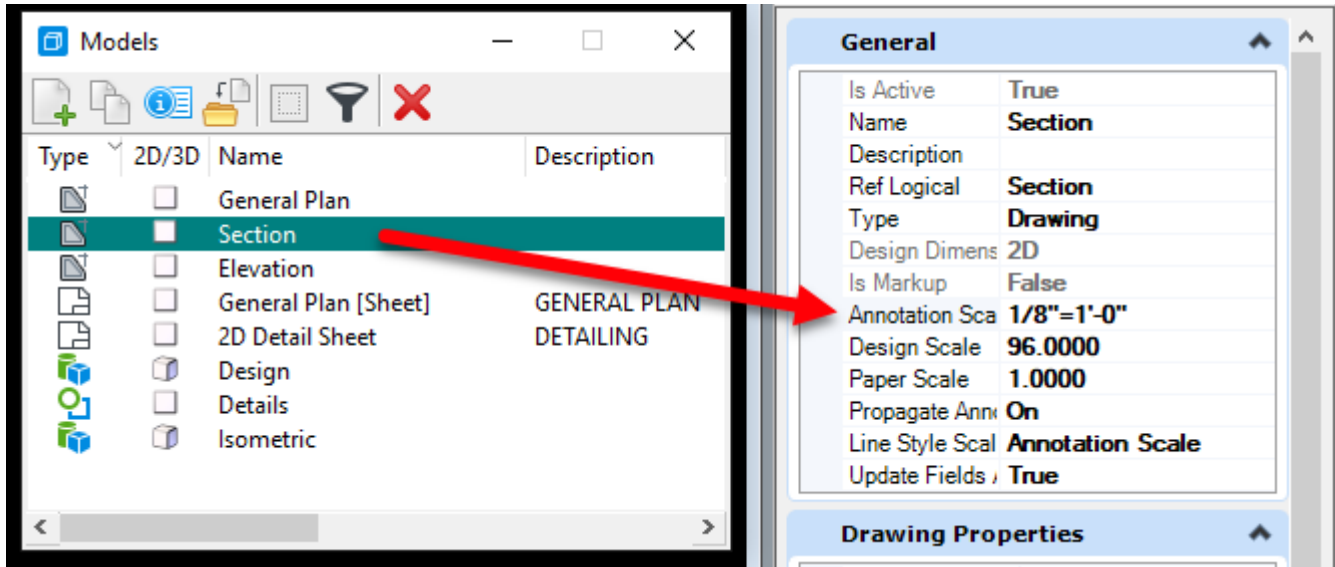 Models
Type 2D/3D Name Description
General Plan
Section
Elevation
General Plan [Sheet] GENERAL PLAN
2D Detail Sheet DETAILING
Design
Details
Isometric
General
Is Active True
Name Section
Description
Ref Logical Section
Type Drawing
Design Dimens 2D
Is Markup False
Annotation Sca 1/8"=1'-0"
Design Scale 96.0000
Paper Scale 1.0000
Propagate Anno On
Line Style Scal Annotation Scale
Update Fields True
Drawing Properties